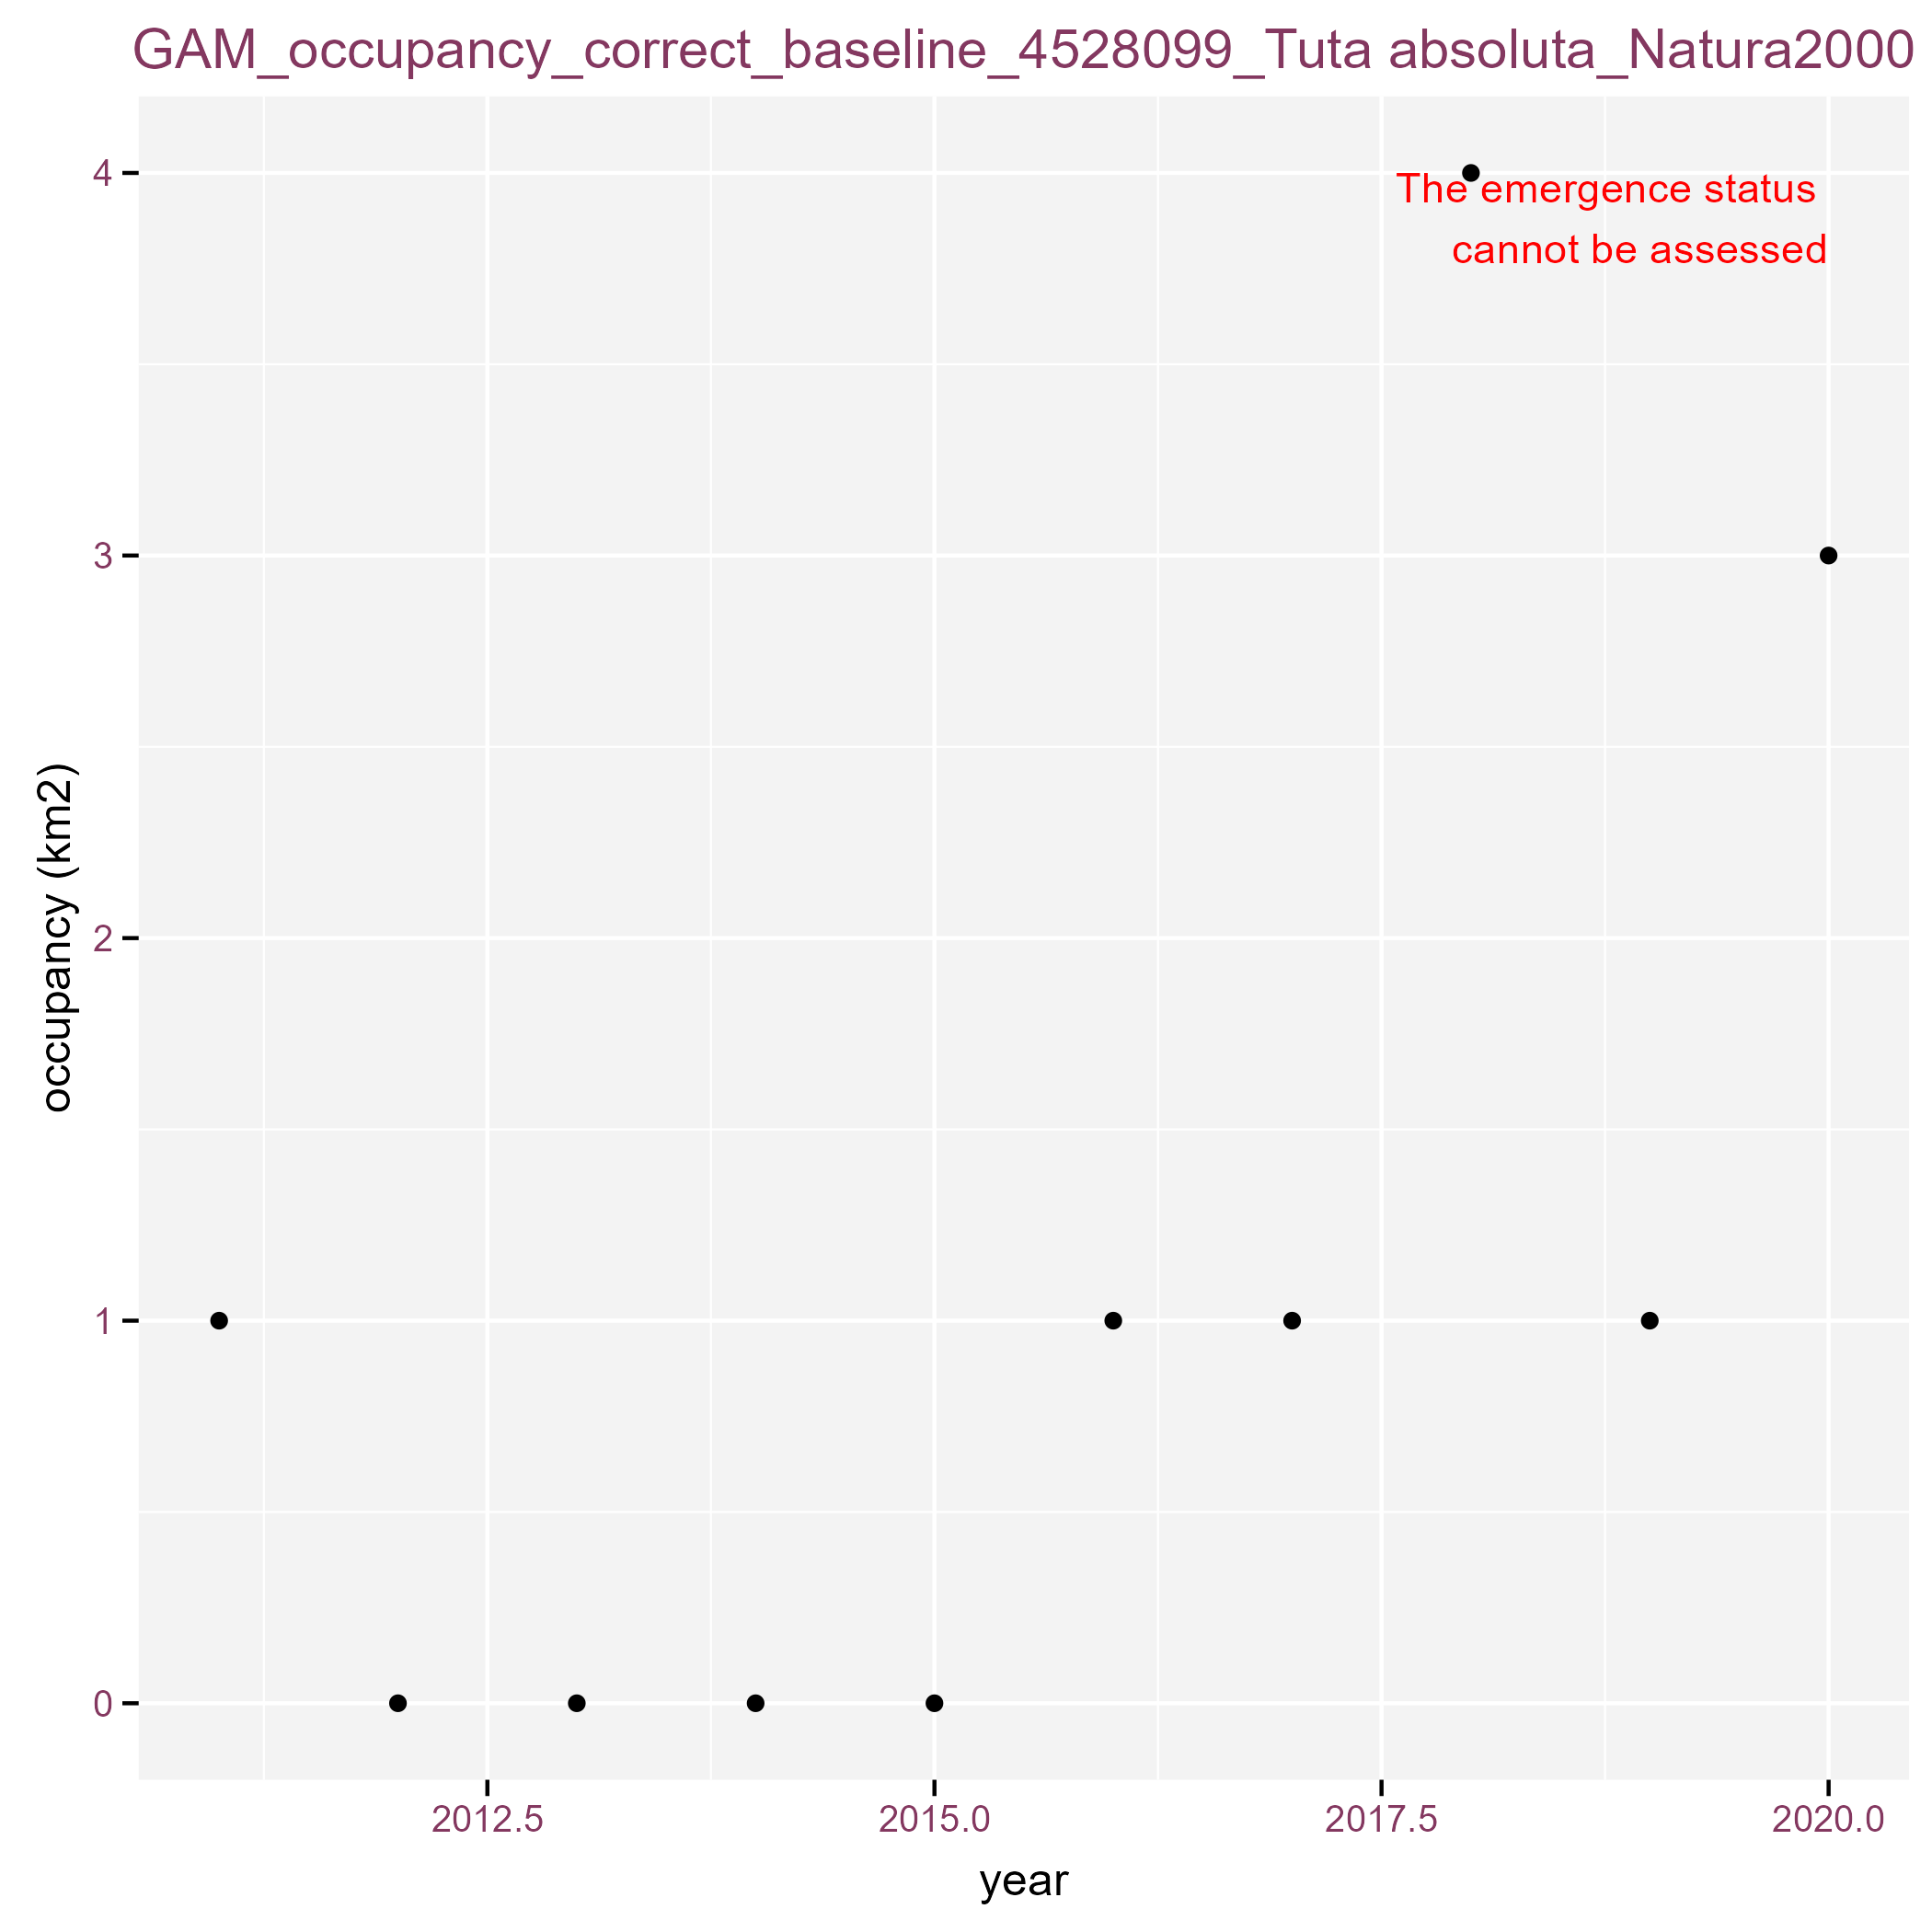 GAM_occupancy_correct_baseline_4528099_Tuta absoluta_Natura2000
The emergence status
cannot be assessed
4
3
2
1
0
occupancy (km2)
2012.5 2015.0 2017.5 2020.0
year